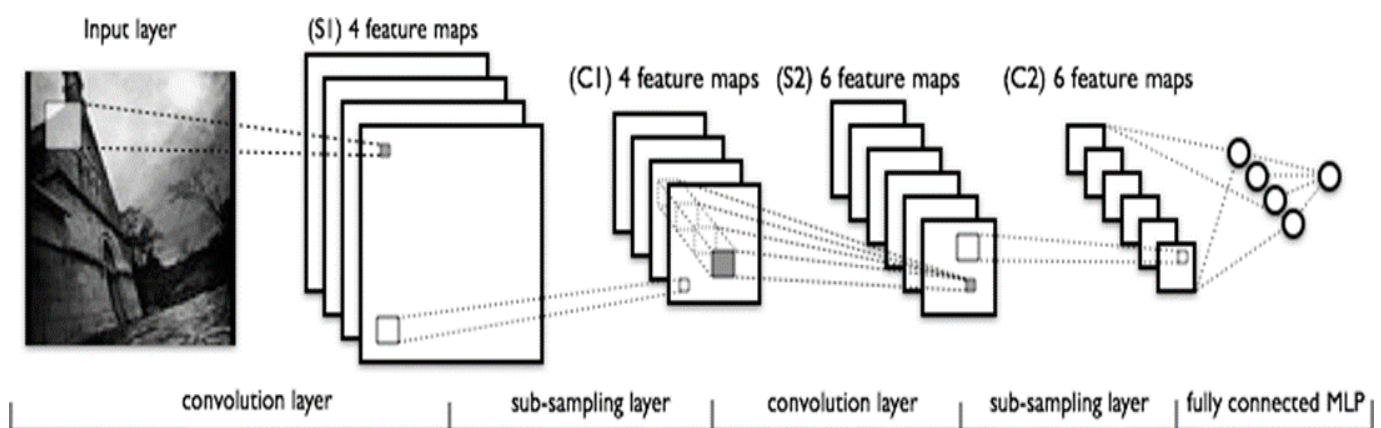 Input layer
(S1) 4 feature maps
(C1) 4 feature maps
(S2) 6 feature maps
(C2) 6 feature maps
convolution layer
sub-sampling layer
convolution layer
sub-sampling layer
fully connected MLP